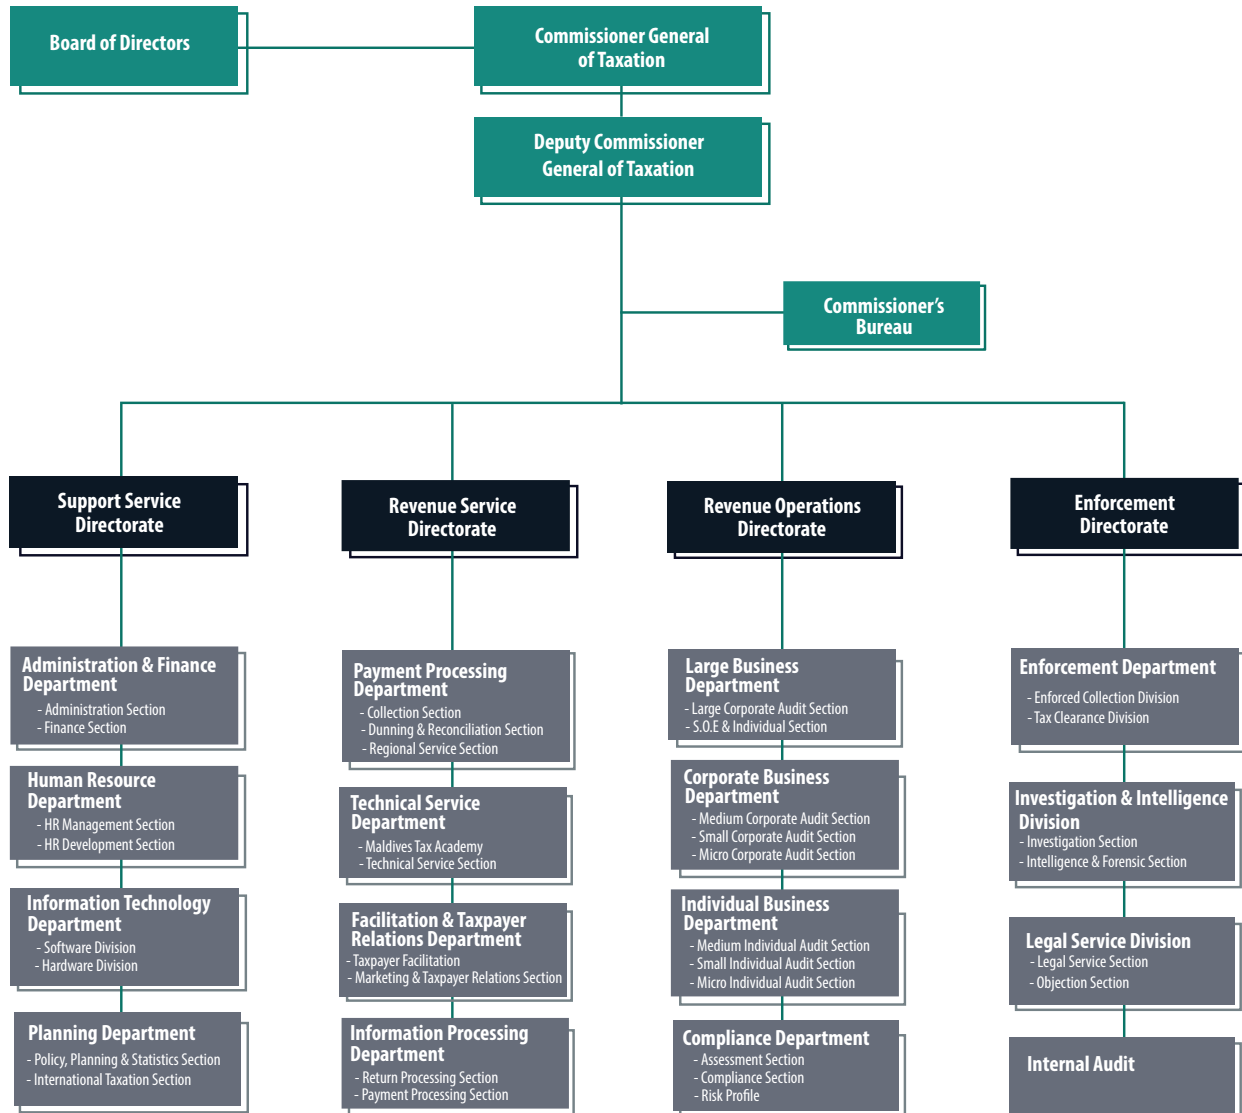 Board of Directors
Commissioner General
of Taxation
Deputy Commissioner
General of Taxation
Commissioner's
Bureau
Support Service
Directorate
Administration & Finance
Department
- Administration Section
- Finance Section
Human Resource
Department
- HR Management Section
- HR Development Section
Information Technology
Department
- Software Division
- Hardware Division
Planning Department
- Policy, Planning & Statistics Section
- International Taxation Section
Revenue Service
Directorate
Payment Processing
Department
- Collection Section
- Dunning & Reconciliation Section
- Regional Service Section
Technical Service
Department
- Maldives Tax Academy
- Technical Service Section
Facilitation & Taxpayer
Relations Department
- Taxpayer Facilitation
- Marketing & Taxpayer Relations Section
Information Processing
Department
- Return Processing Section
- Payment Processing Section
Revenue Operations
Directorate
Large Business
Department
- Large Corporate Audit Section
- S.O.E & Individual Section
Corporate Business
Department
- Medium Corporate Audit Section
- Small Corporate Audit Section
- Micro Corporate Audit Section
Individual Business
Department
- Medium Individual Audit Section
- Small Individual Audit Section
- Micro Individual Audit Section
Compliance Department
- Assessment Section
- Compliance Section
- Risk Profile
Enforcement
Directorate
Enforcement Department
- Enforced Collection Division
- Tax Clearance Division
Investigation & Intelligence
Division
- Investigation Section
- Intelligence & Forensic Section
Legal Service Division
- Legal Service Section
- Objection Section
Internal Audit